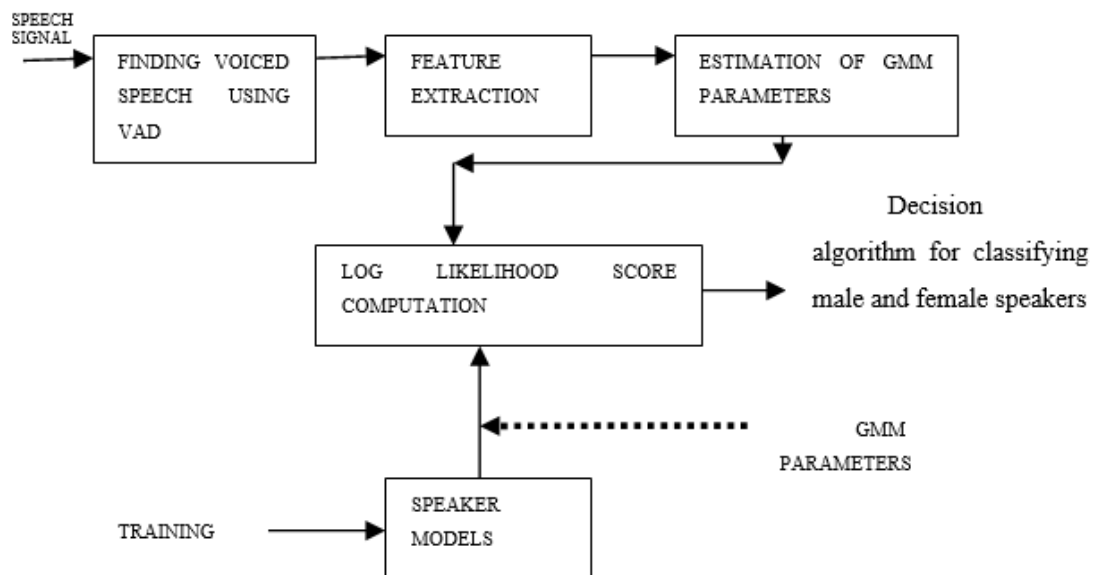 SPEECH
SIGNAL
FINDING VOICED
SPEECH USING
VAD
FEATURE
EXTRACTION
ESTIMATION OF GMM
PARAMETERS
LOG LIKELIHOOD SCORE
COMPUTATION
Decision
algorithm for classifying
male and female speakers
GMM
PARAMETERS
TRAINING
SPEAKER
MODELS